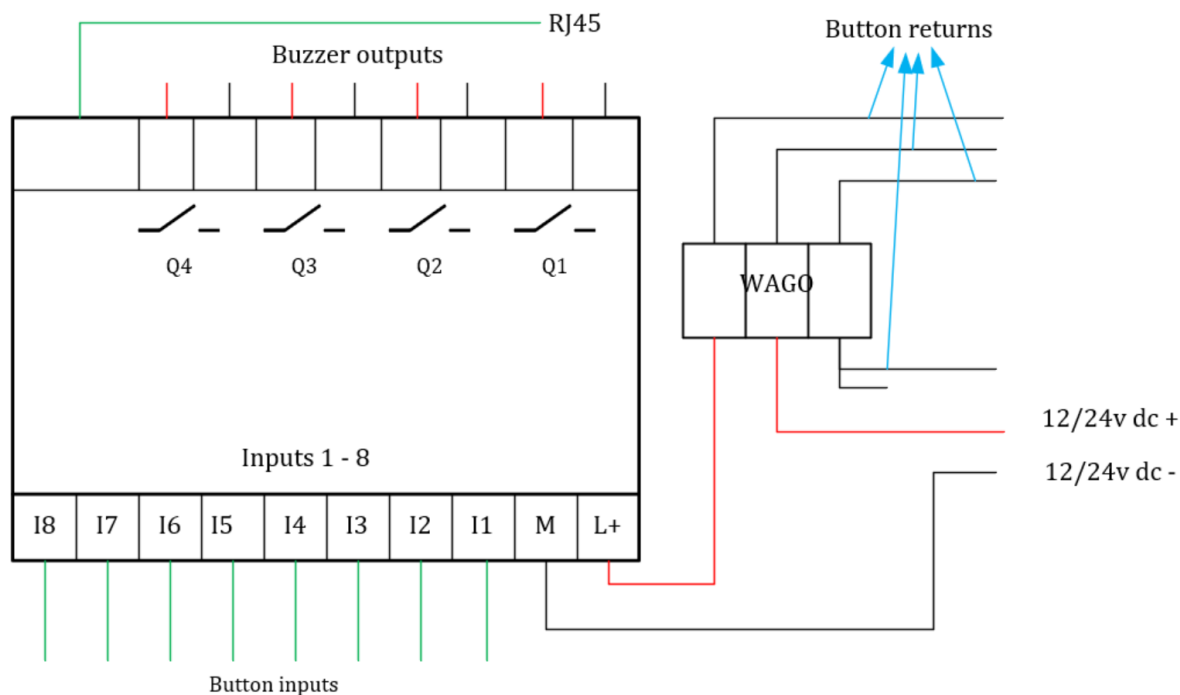 RJ45
Button returns
Buzzer outputs
Q4
Q3
Q2
Q1
WAGO
12/24v dc +
Inputs 1 - 8
12/24v dc -
I8
I7
I6
I5
I4
I3
I2
I1
M
L+
Button inputs